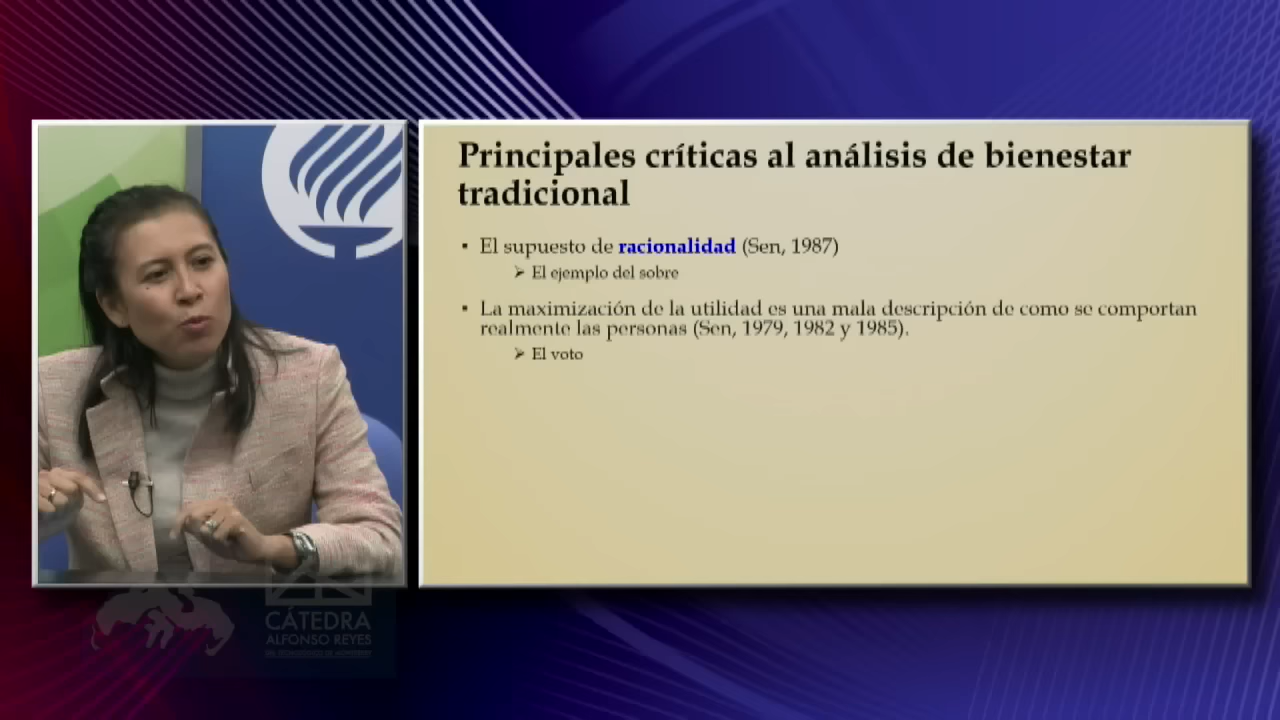 Principales críticas al análisis de bienestar
tradicional
▪ El supuesto de racionalidad (Sen, 1987)
➢ El ejemplo del sobre
▪ La maximización de la utilidad es una mala descripción de como se comportan
realmente las personas (Sen, 1979, 1982 y 1985).
➢ El voto
CÁTEDRA
ALFONSO REYES